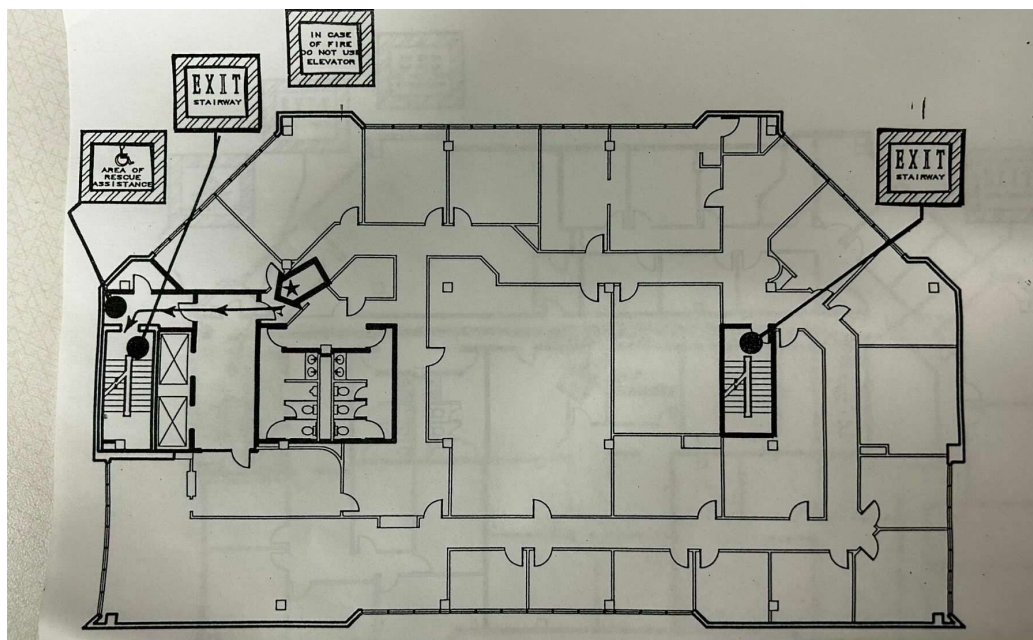 IN CASE
OF FIRE
DO NOT USE
ELEVATOR
EXIT
STAIRWAY
AREA OF
RESCUE
ASSISTANCE
EXIT
STAIRWAY